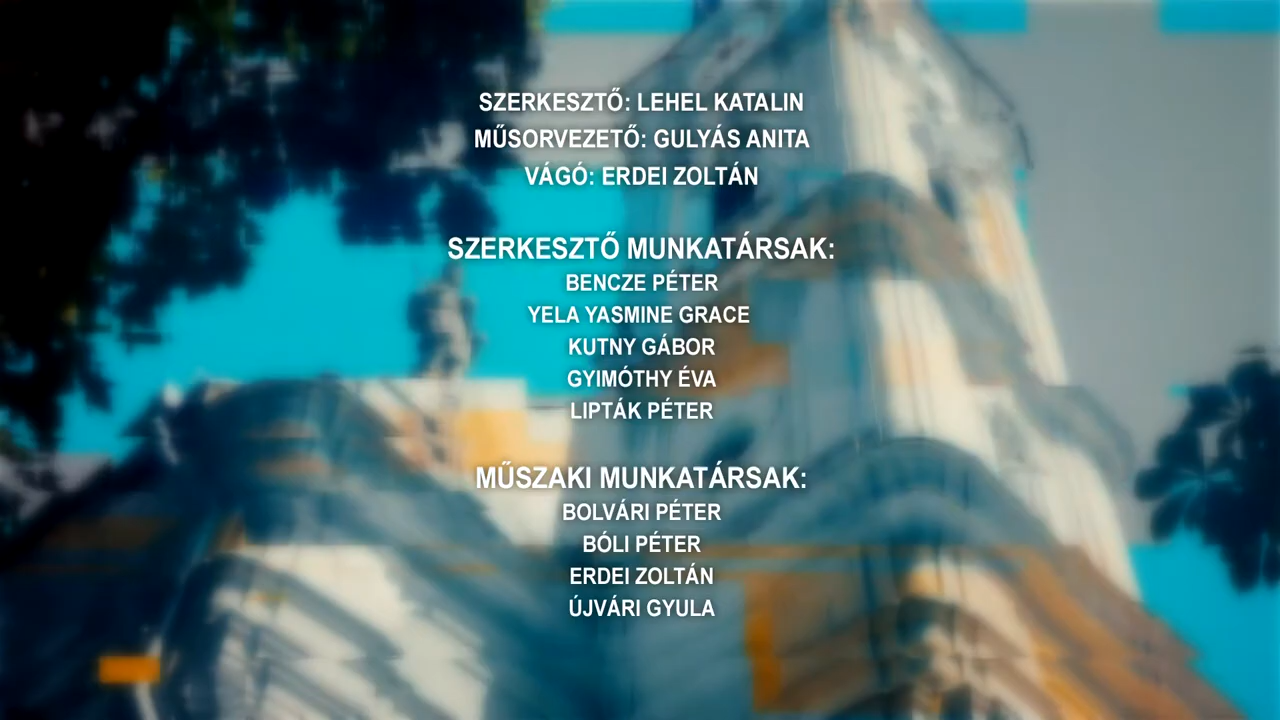 SZERKESZTŐ: LEHEL KATALIN
MŰSORVEZETŐ: GULYÁS ANITA
VÁGÓ: ERDEI ZOLTÁN
SZERKESZTŐ MUNKATÁRSAK:
BENCZE PÉTER
YELA YASMINE GRACE
KUTNY GÁBOR
GYIMÓTHY ÉVA
LIPTÁK PÉTER
MŰSZAKI MUNKATÁRSAK:
BOLVÁRI PÉTER
BÓLI PÉTER
ERDEI ZOLTÁN
ÚJVÁRI GYULA